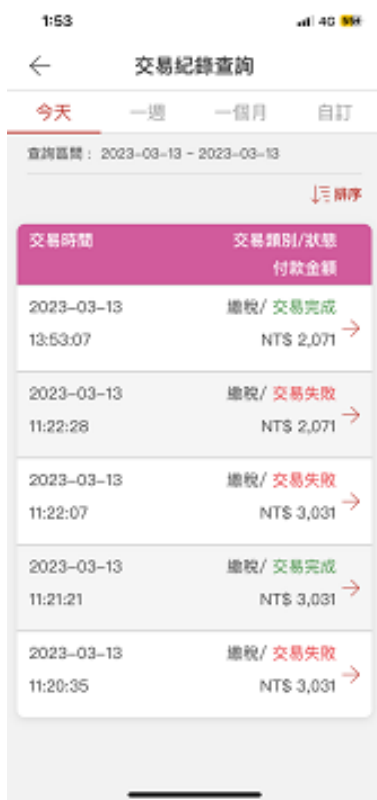 1:53
4G
交易紀錄查詢
今天 一週 一個月 自訂
查詢區間： 2023-03-13 - 2023-03-13
排序
交易時間 交易類別/狀態
付款金額
2023-03-13 繳稅/ 交易完成
13:53:07 NT$ 2,071
2023-03-13 繳稅/ 交易失敗
11:22:28 NT$ 2,071
2023-03-13 繳稅/ 交易失敗
11:22:07 NT$ 3,031
2023-03-13 繳稅/ 交易完成
11:21:21 NT$ 3,031
2023-03-13 繳稅/ 交易失敗
11:20:35 NT$ 3,031